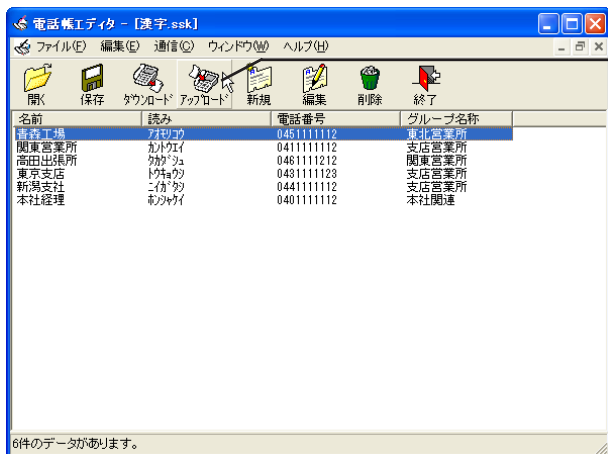 電話帳エディタ - [漢字.ssk]
ファイル(F) 編集(E) 通信(C) ウィンドウ(W) ヘルプ(H)
開く 保存 ダウンロード アップロード 新規 編集 削除 終了
名前 読み 電話番号 グループ名称
青森工場 アオモリコウ 0451111112 東北営業所
関東営業所 カントウエイ 0411111112 支店営業所
高田出張所 タカダシュ 0461111212 関東営業所
東京支店 トウキョウシ 0431111123 支店営業所
新潟支社 ニイガタシ 0441111112 支店営業所
本社経理 ホンシャケイ 0401111112 本社関連
6件のデータがあります。